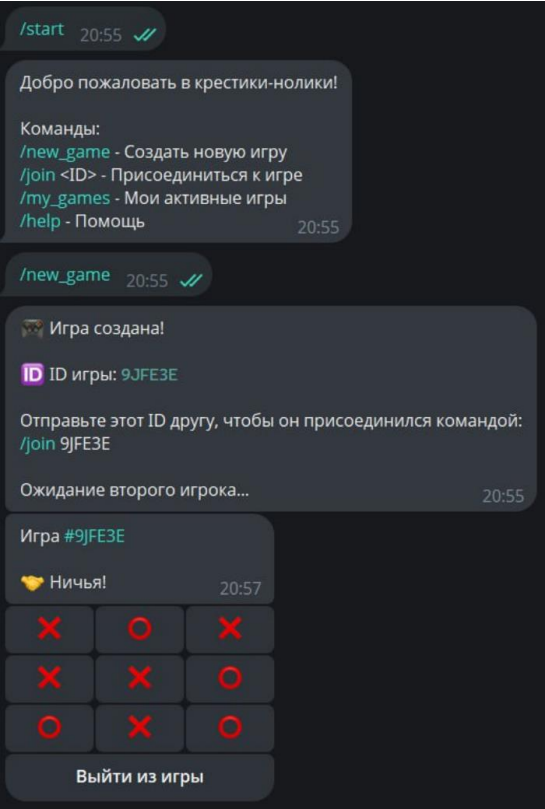 /start 20:55
Добро пожаловать в крестики-нолики!
Команды:
/new_game - Создать новую игру
/join <ID> - Присоединиться к игре
/my_games - Мои активные игры
/help - Помощь
20:55
/new_game 20:55
🎮 Игра создана!
🆔 ID игры: 9JFE3E
Отправьте этот ID другу, чтобы он присоединился командой:
/join 9JFE3E
Ожидание второго игрока...
20:55
Игра #9JFE3E
🤝 Ничья!
20:57
❌ ⭕ ❌
❌ ❌ ⭕
⭕ ❌ ⭕
Выйти из игры